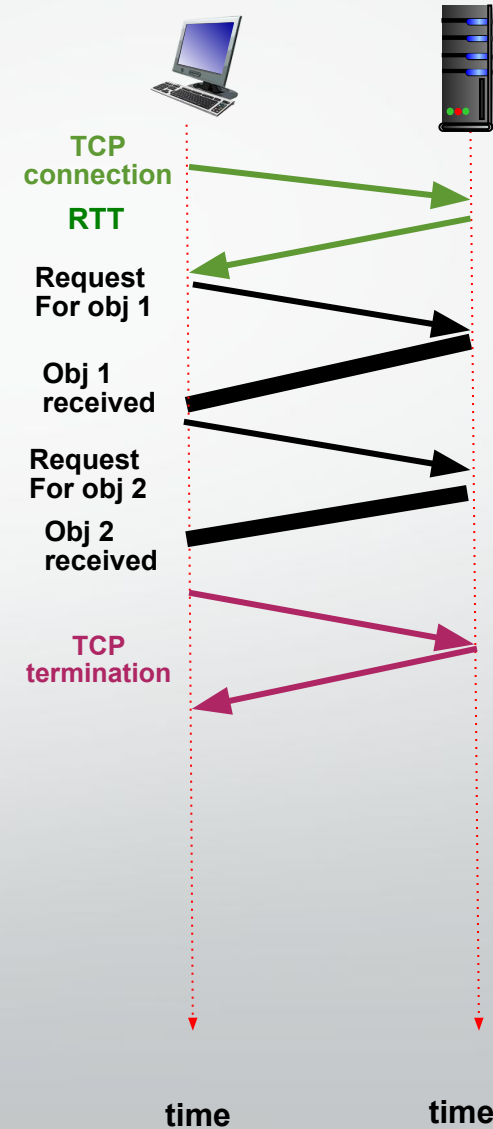 TCP
connection
RTT
Request
For obj 1
Obj 1
received
Request
For obj 2
Obj 2
received
TCP
termination
time
time